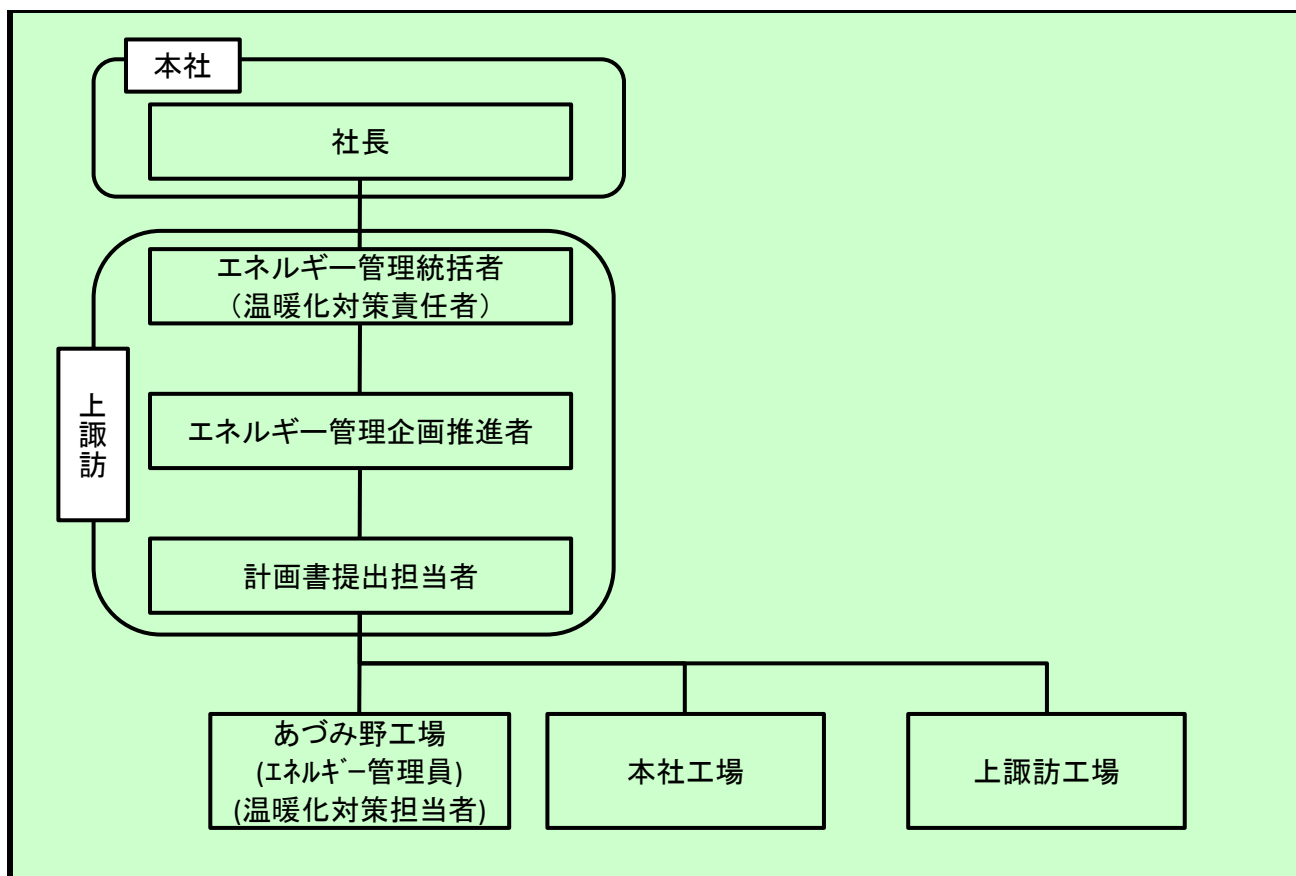 本社
社長
エネルギー管理統括者
（温暖化対策責任者）
上諏訪
エネルギー管理企画推進者
計画書提出担当者
あづみ野工場
(ｴﾈﾙｷﾞｰ管理員)
(温暖化対策担当者)
本社工場
上諏訪工場